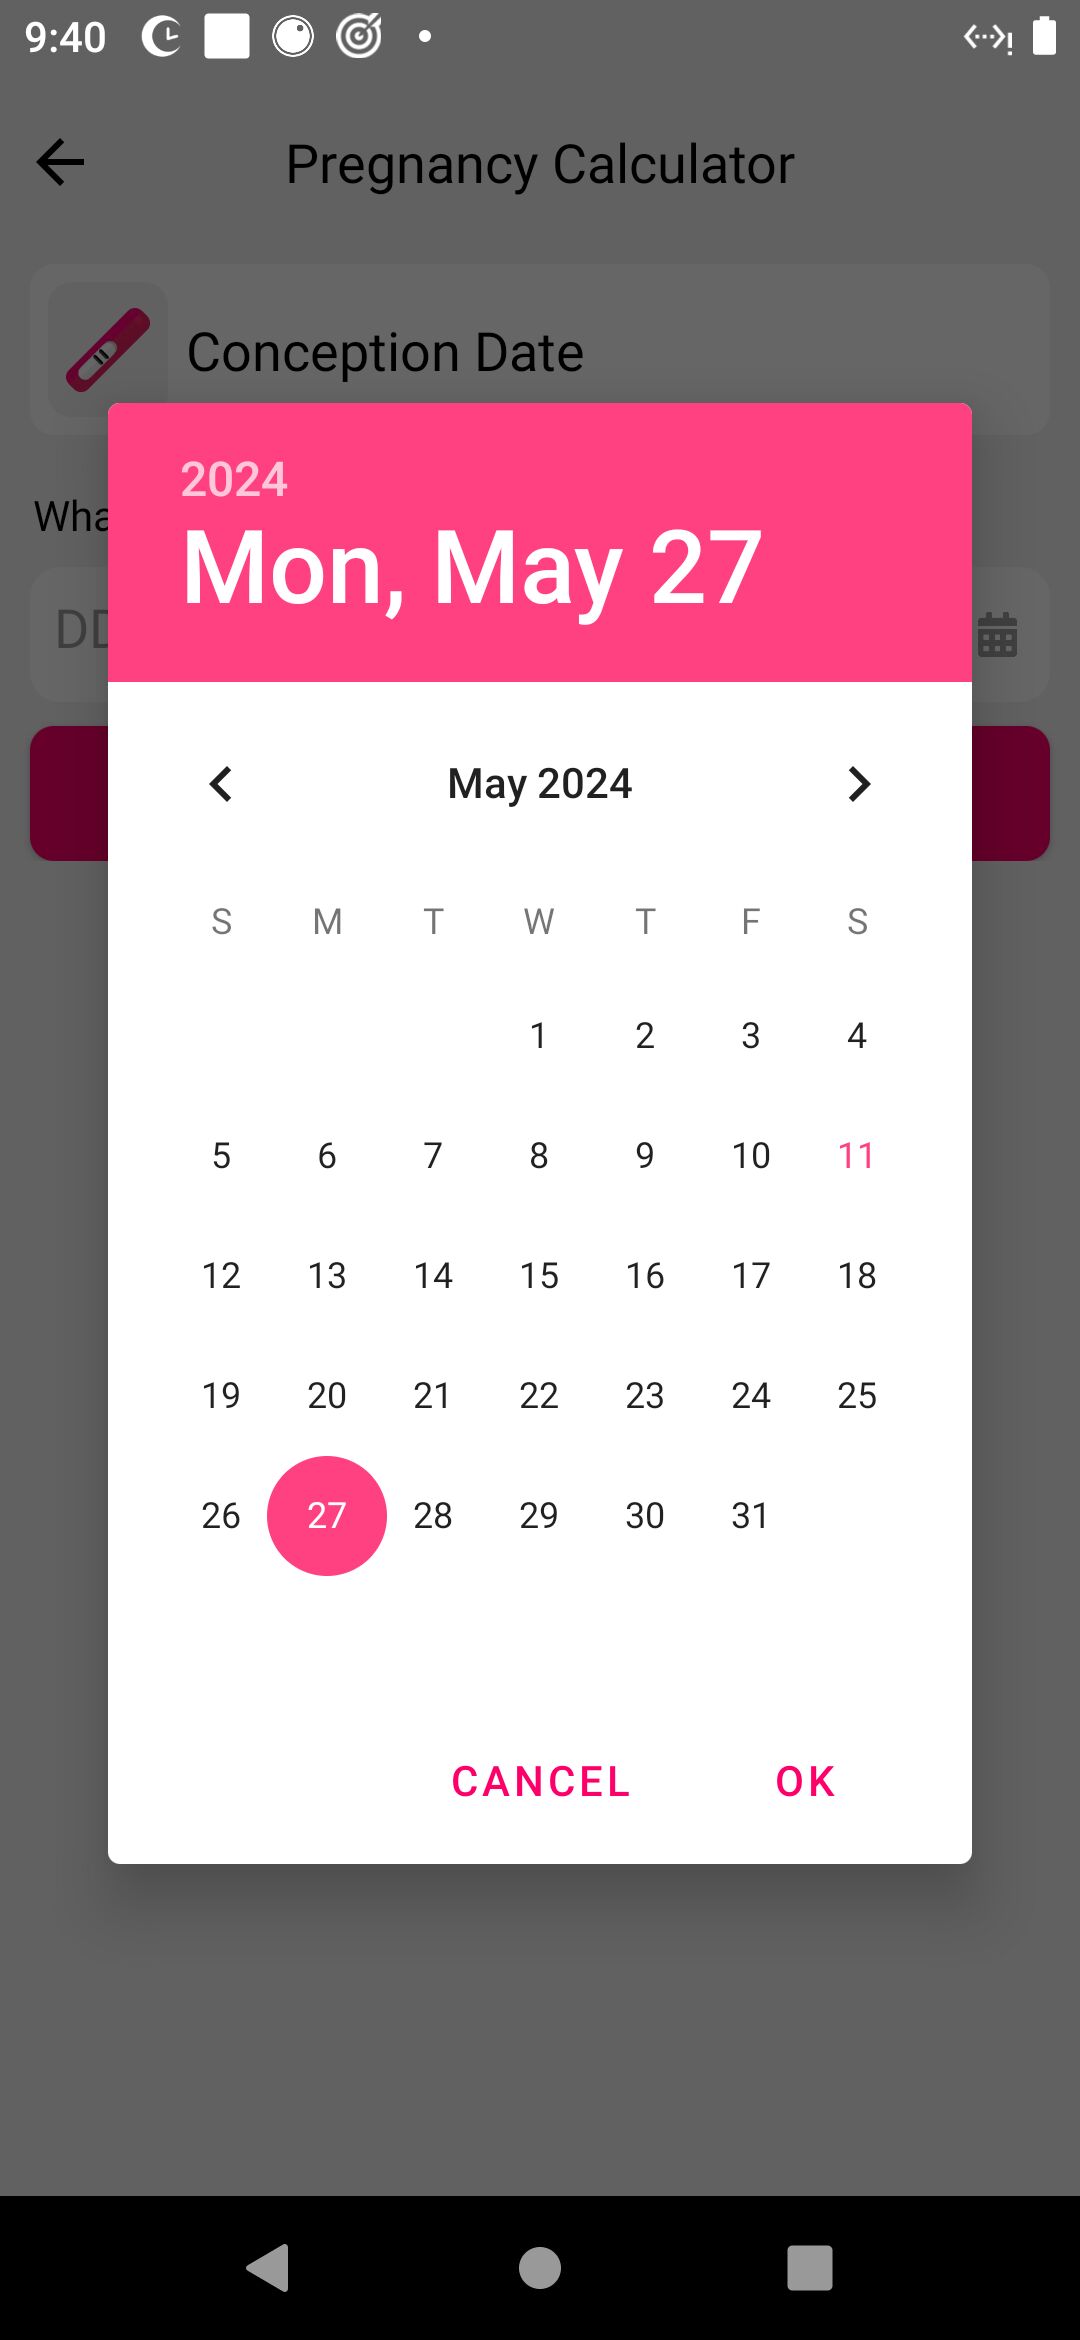 9:40
Pregnancy Calculator
Conception Date
2024
Mon, May 27
May 2024
S M T W T F S
1 2 3 4
5 6 7 8 9 10 11
12 13 14 15 16 17 18
19 20 21 22 23 24 25
26 27 28 29 30 31
CANCEL OK